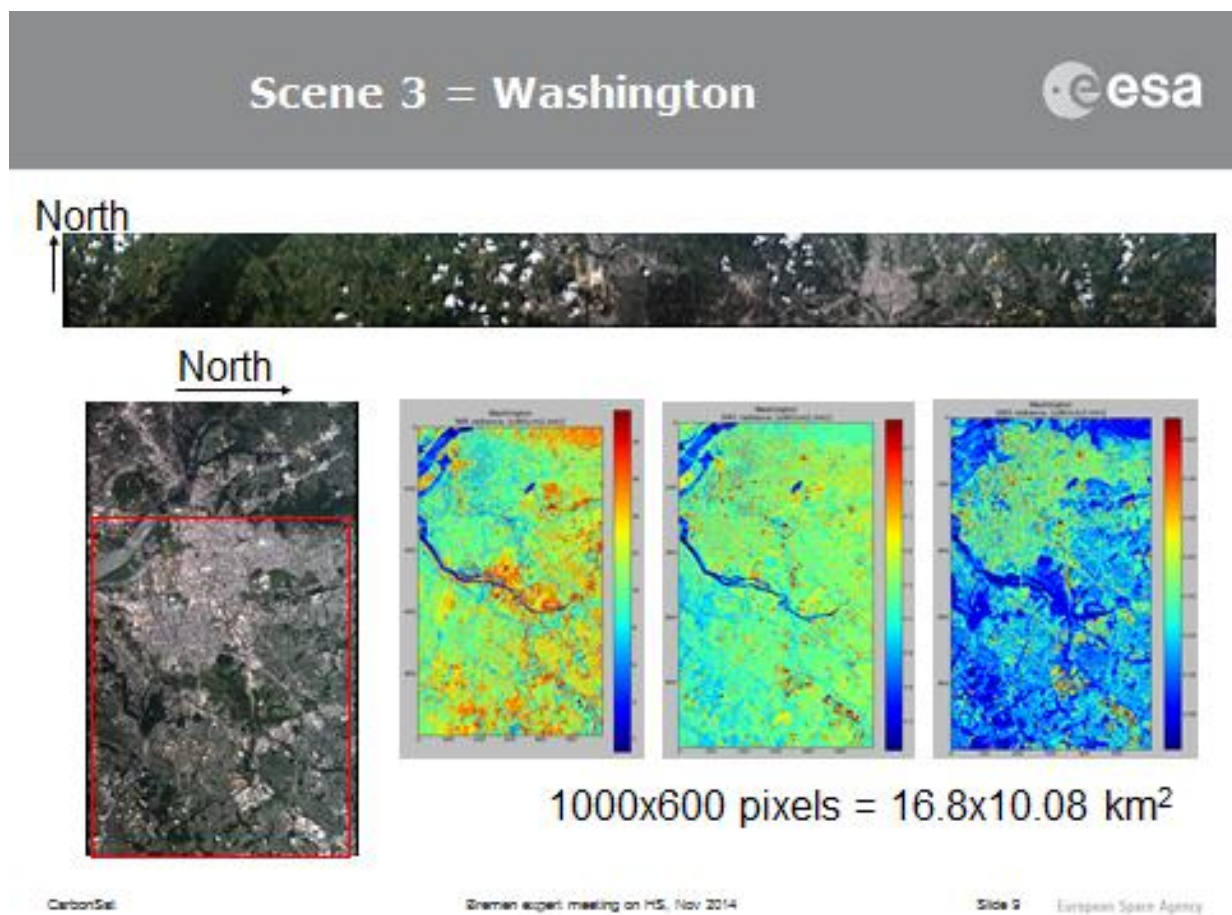 Scene 3 = Washington
esa
North
North
Washington
Washington
Washington
1000x600 pixels = 16.8x10.08 km²
CarbonSat
Bremen expert meeting on HS, Nov 2014
Slide 9
European Space Agency